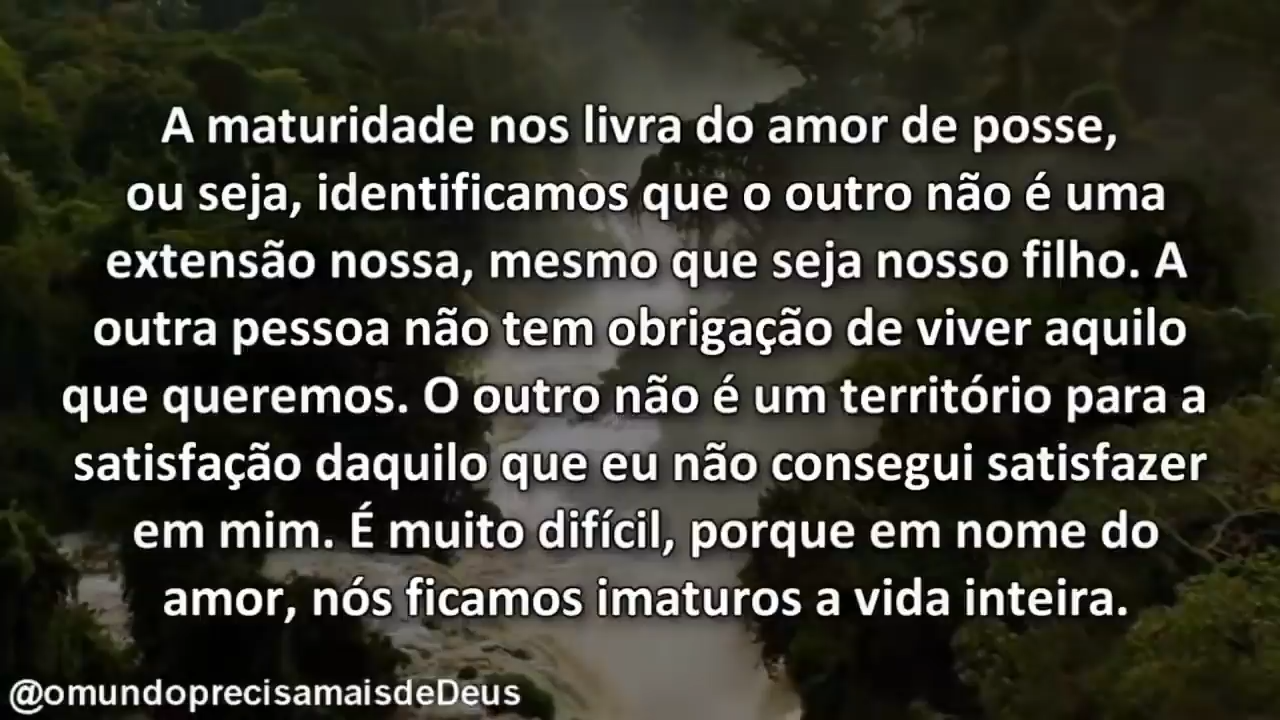 A maturidade nos livra do amor de posse,
ou seja, identificamos que o outro não é uma
extensão nossa, mesmo que seja nosso filho. A
outra pessoa não tem obrigação de viver aquilo
que queremos. O outro não é um território para a
satisfação daquilo que eu não consegui satisfazer
em mim. É muito difícil, porque em nome do
amor, nós ficamos imaturos a vida inteira.
@omundoprecisamaisdeDeus